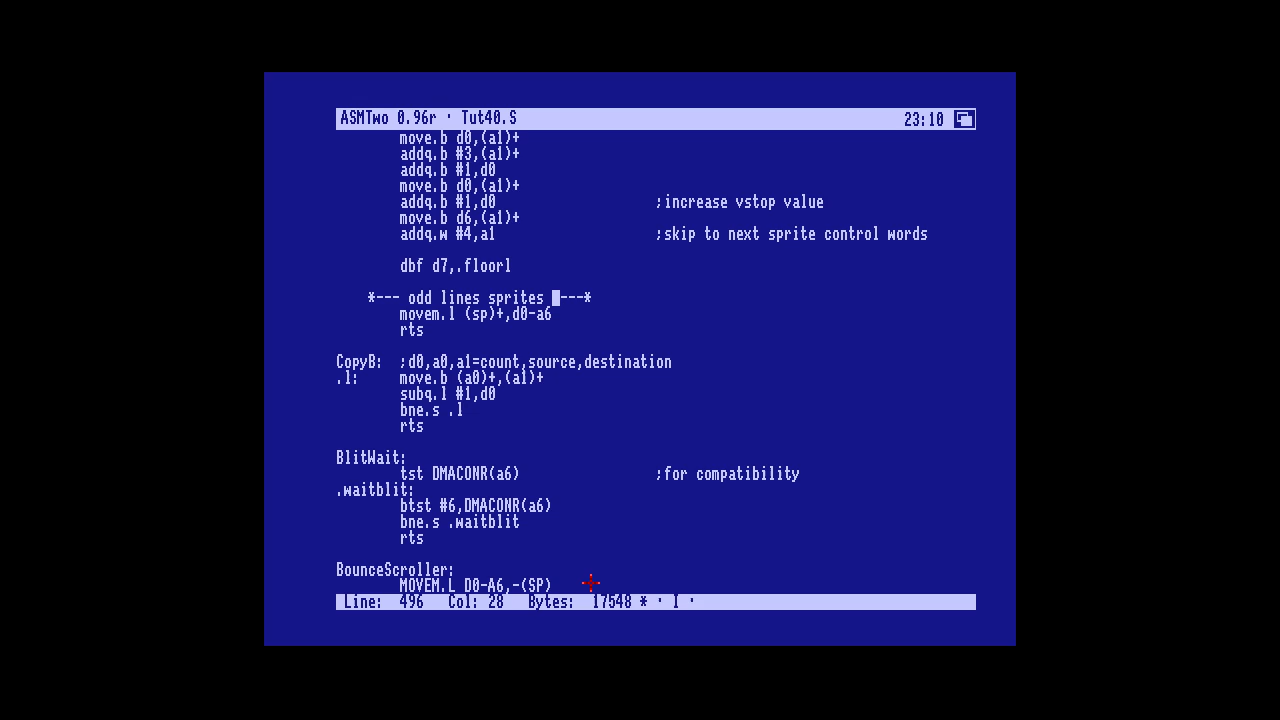 ASMTwo 0.96r · Tut40.S 23:10
move.b d0,(a1)+
addq.b #3,(a1)+
addq.b #1,d0
move.b d0,(a1)+
addq.b #1,d0 ;increase vstop value
move.b d6,(a1)+
addq.w #4,a1 ;skip to next sprite control words
dbf d7,.floorl
*--- odd lines sprites ---*
movem.l (sp)+,d0-a6
rts
CopyB: ;d0,a0,a1=count,source,destination
.l: move.b (a0)+,(a1)+
subq.l #1,d0
bne.s .l
rts
BlitWait:
tst DMACONR(a6) ;for compatibility
.waitblit:
btst #6,DMACONR(a6)
bne.s .waitblit
rts
BounceScroller:
MOVEM.L D0-A6,-(SP)
Line: 496 Col: 28 Bytes: 17548 * · I ·